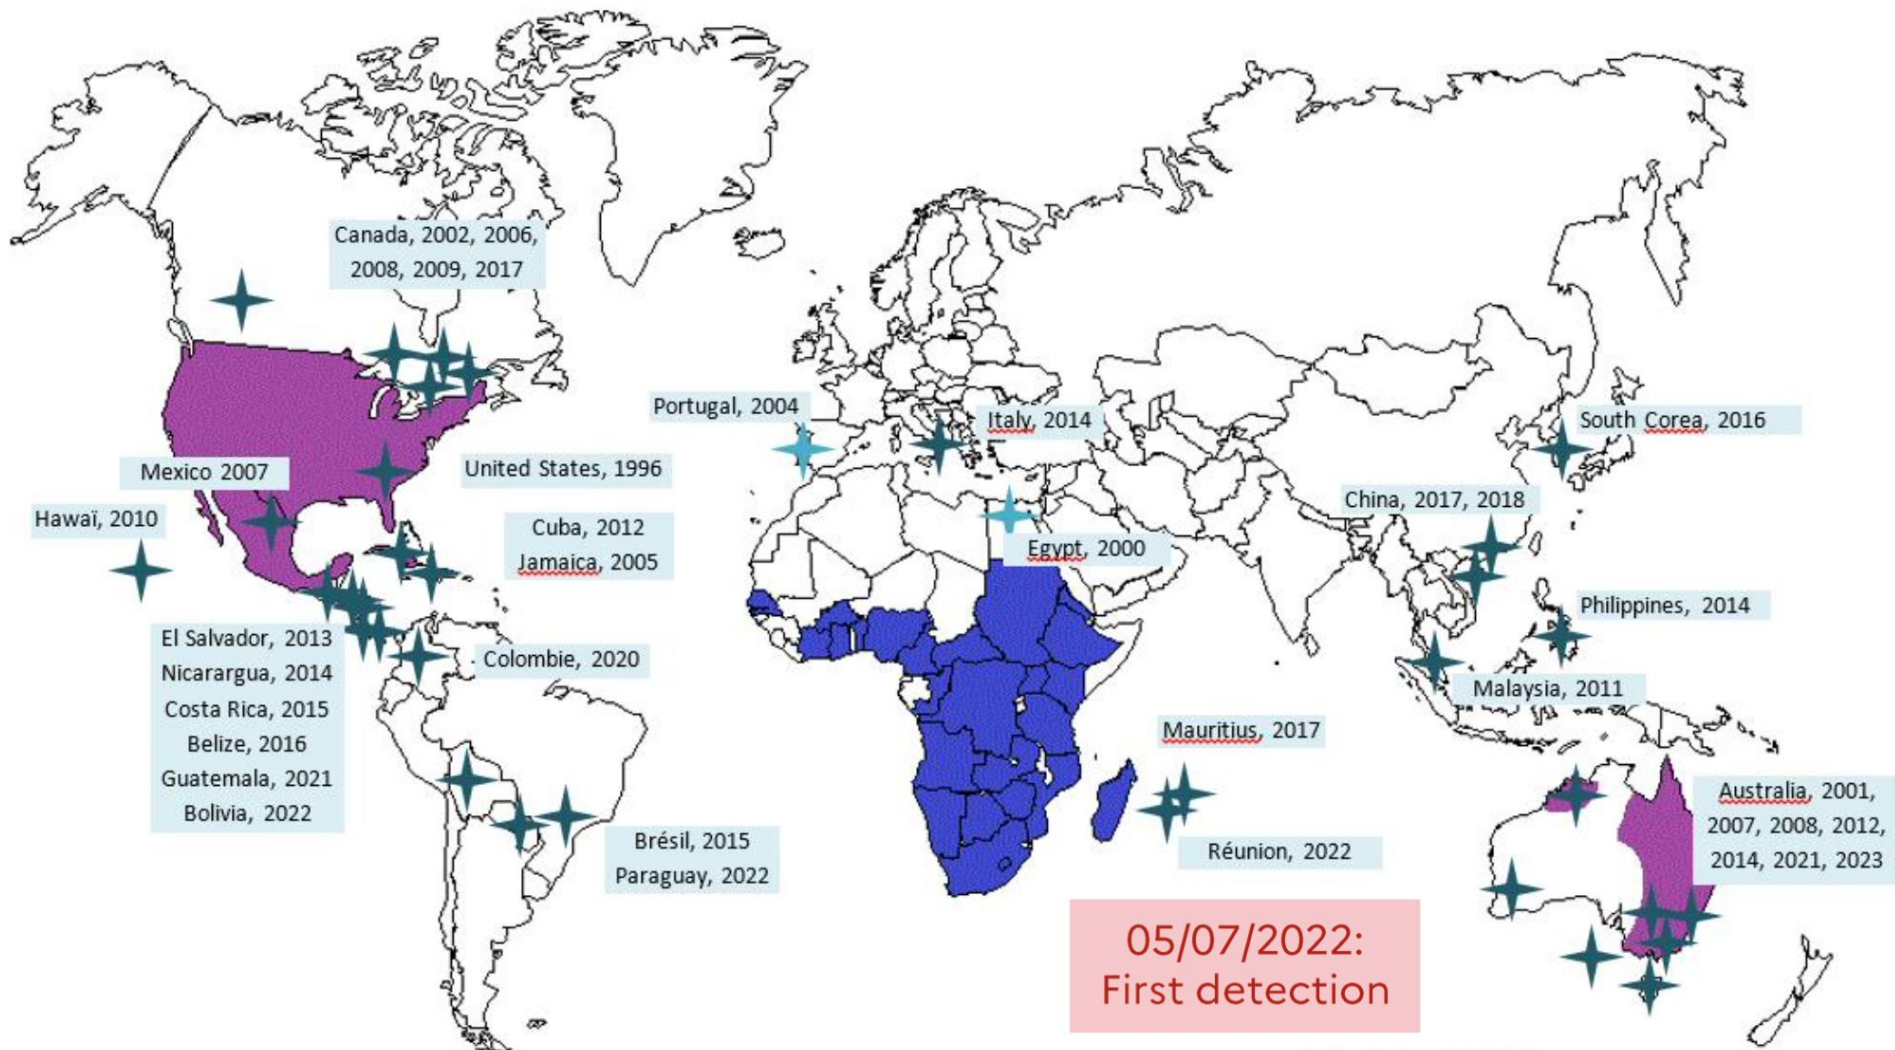 Canada, 2002, 2006,
2008, 2009, 2017
Portugal, 2004
Italy, 2014
South Corea, 2016
Mexico 2007
United States, 1996
Hawaï, 2010
China, 2017, 2018
Cuba, 2012
Jamaica, 2005
Egypt, 2000
Philippines, 2014
El Salvador, 2013
Nicarargua, 2014
Costa Rica, 2015
Belize, 2016
Guatemala, 2021
Bolivia, 2022
Colombie, 2020
Malaysia, 2011
Mauritius, 2017
Australia, 2001,
2007, 2008, 2012,
2014, 2021, 2023
Brésil, 2015
Paraguay, 2022
Réunion, 2022
05/07/2022:
First detection